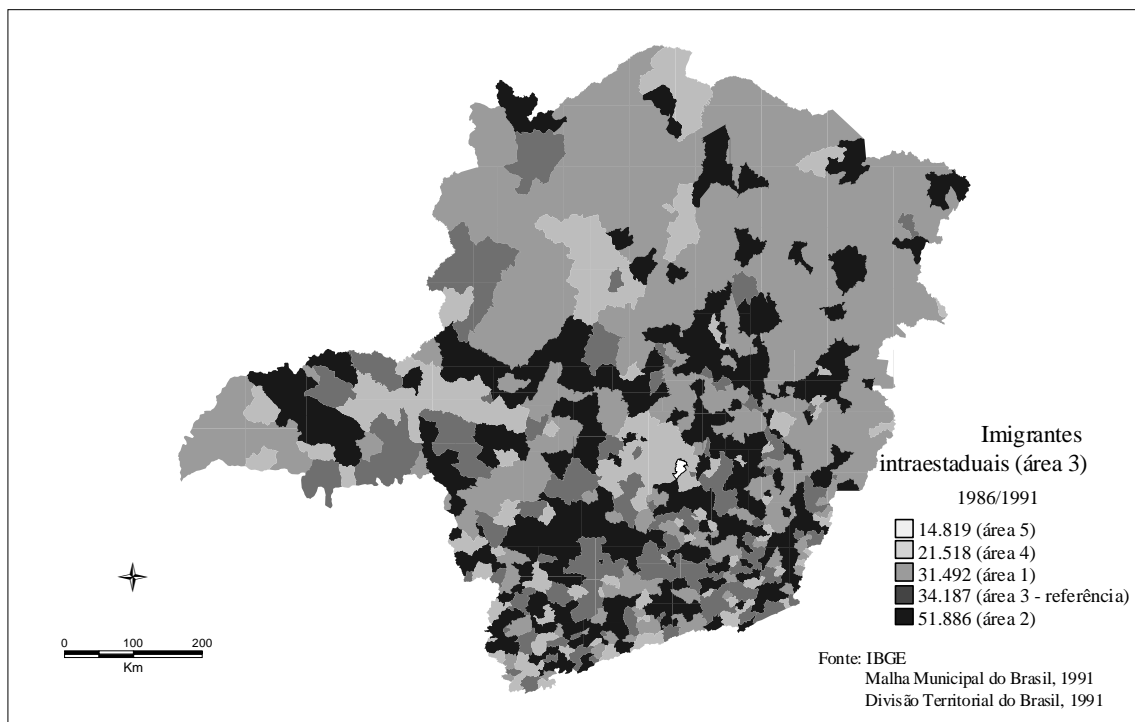 Imigrantes
intraestaduais (área 3)
1986/1991
14.819 (área 5)
21.518 (área 4)
31.492 (área 1)
34.187 (área 3 - referência)
51.886 (área 2)
0 100 200
Km
Fonte: IBGE
Malha Municipal do Brasil, 1991
Divisão Territorial do Brasil, 1991